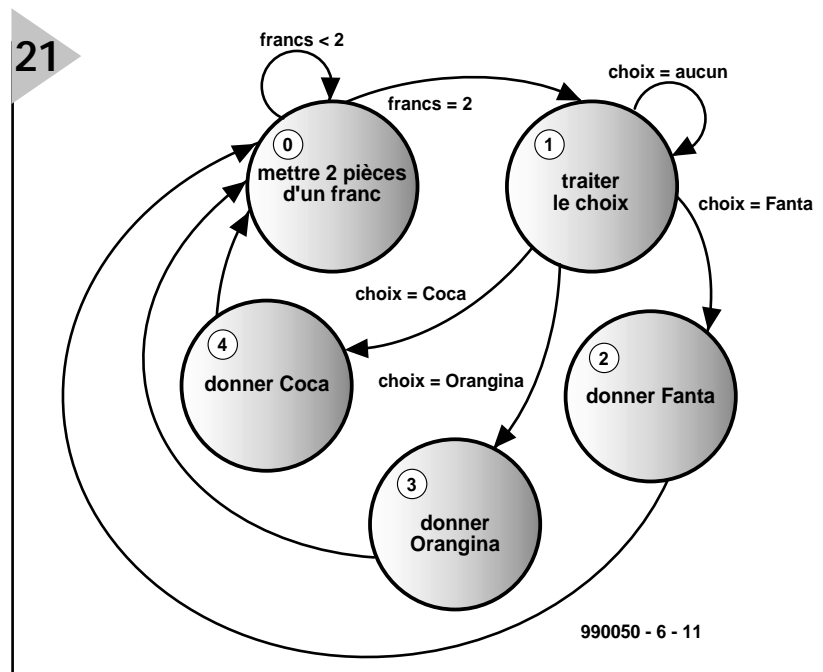 21
francs < 2
francs = 2
choix = aucun
0
mettre 2 pièces
d'un franc
1
traiter
le choix
choix = Fanta
choix = Coca
4
donner Coca
choix = Orangina
2
donner Fanta
3
donner
Orangina
990050 - 6 - 11